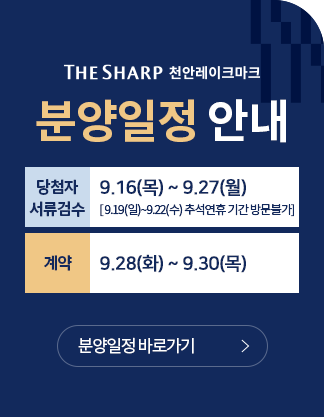 THE SHARP 천안레이크마크
분양일정 안내
당첨자 9.16(목) ~ 9.27(월)
서류검수 [9.19(일)~9.22(수) 추석연휴 기간 방문불가]
계약 9.28(화) ~ 9.30(목)
분양일정 바로가기